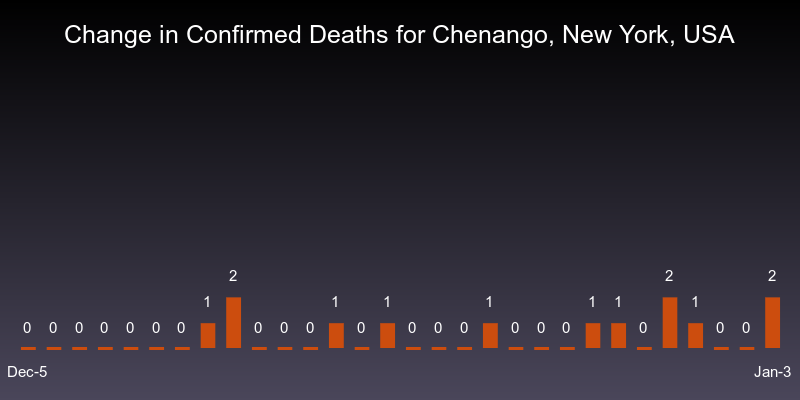 Change in Confirmed Deaths for Chenango, New York, USA
0 0 0 0 0 0 0 1 2 0 0 0 1 0 1 0 0 0 1 0 0 0 1 1 0 2 1 0 0 2
Dec-5 Jan-3